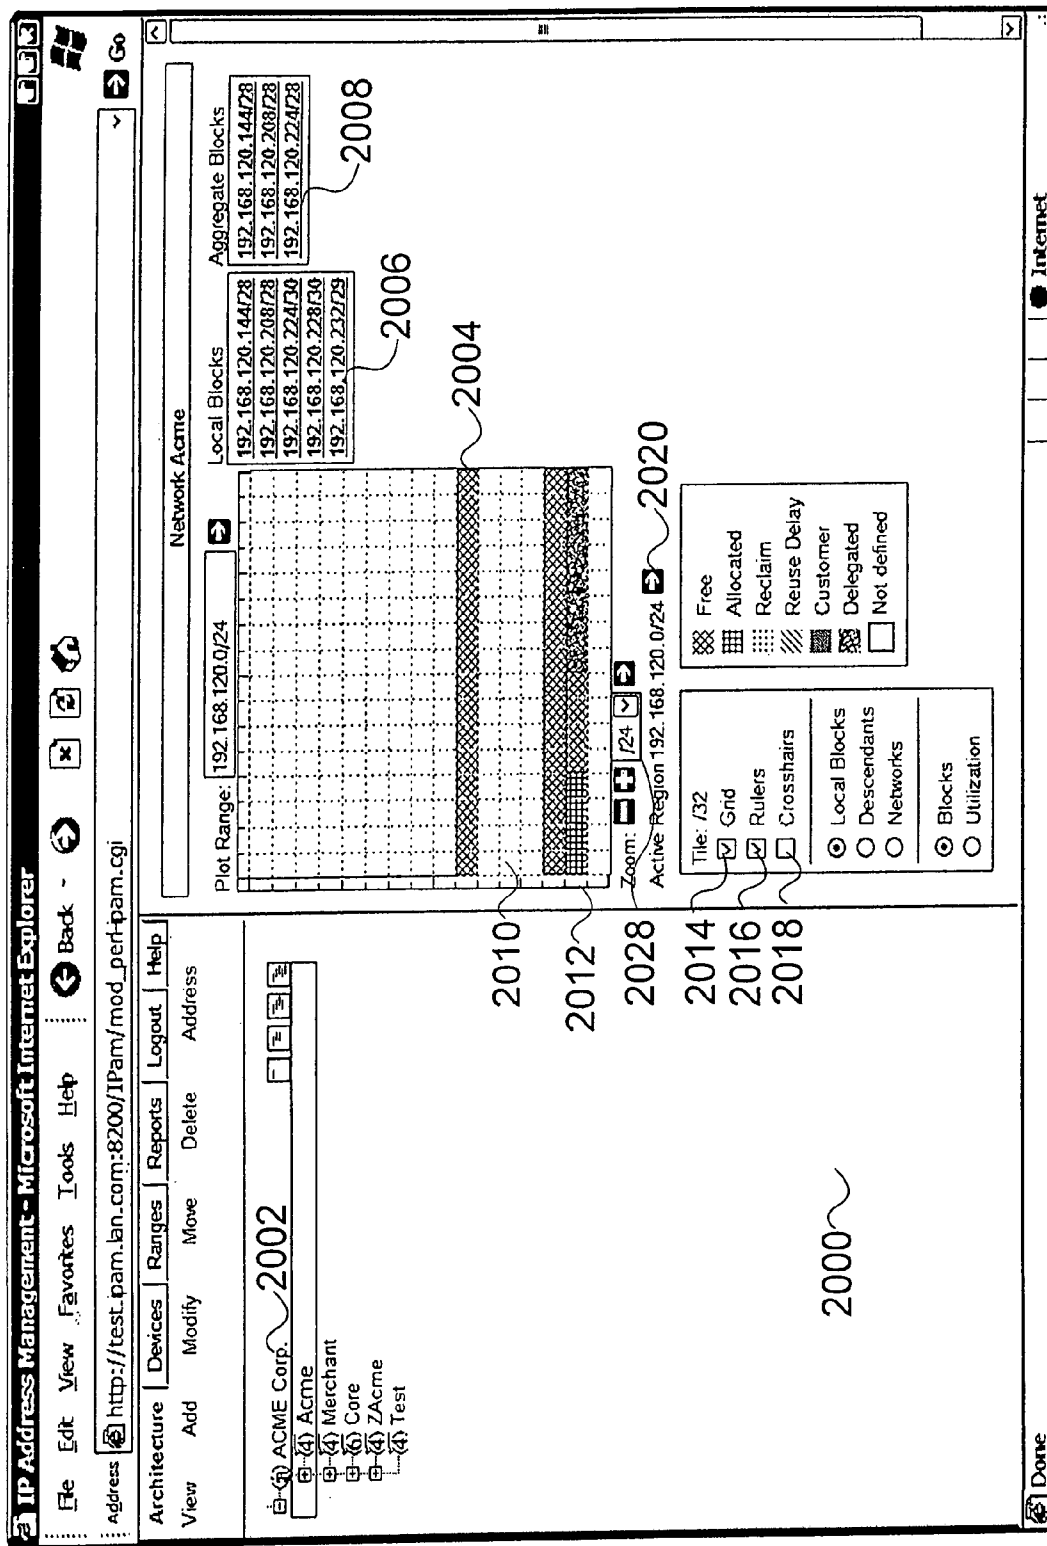 IP Address Management - Microsoft Internet Explorer
File Edit View Favorites Tools Help
Back
Address http://test.ipam.lan.com:8200/IPam/mod_perl-ipam.cgi
Go
Architecture Devices Ranges Reports Logout Help
View Add Modify Move Delete Address
ACME Corp.
2002
(4) Acme
(4) Merchant
(6) Core
(4) ZAcme
(4) Test
2000
Network Acme
Plot Range: 192.168.120.0/24
Local Blocks
192.168.120.144/28
192.168.120.208/28
192.168.120.224/30
192.168.120.228/30
192.168.120.232/29
2006
Aggregate Blocks
192.168.120.144/28
192.168.120.208/28
192.168.120.224/28
2008
2004
2010
2012
Zoom: /24
2028
Active Region 192.168.120.0/24
2020
Tile: /32
2014
Grid
2016
Rulers
2018
Crosshairs
Local Blocks
Descendants
Networks
Blocks
Utilization
Free
Allocated
Reclaim
Reuse Delay
Customer
Delegated
Not defined
Done
Internet